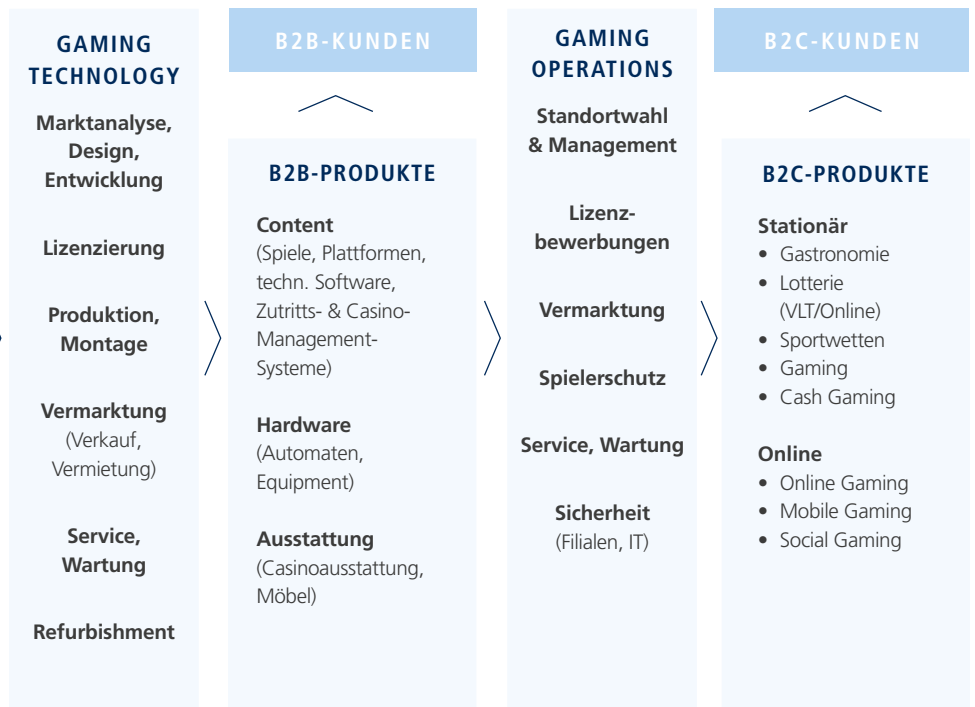 GAMING
TECHNOLOGY
Marktanalyse,
Design,
Entwicklung
Lizenzierung
Produktion,
Montage
Vermarktung
(Verkauf,
Vermietung)
Service,
Wartung
Refurbishment
B2B-KUNDEN
B2B-PRODUKTE
Content
(Spiele, Plattformen,
techn. Software,
Zutritts- & Casino-
Management-
Systeme)
Hardware
(Automaten,
Equipment)
Ausstattung
(Casinoausstattung,
Möbel)
GAMING
OPERATIONS
Standortwahl
& Management
Lizenz-
bewerbungen
Vermarktung
Spielerschutz
Service, Wartung
Sicherheit
(Filialen, IT)
B2C-KUNDEN
B2C-PRODUKTE
Stationär
• Gastronomie
• Lotterie
(VLT/Online)
• Sportwetten
• Gaming
• Cash Gaming
Online
• Online Gaming
• Mobile Gaming
• Social Gaming